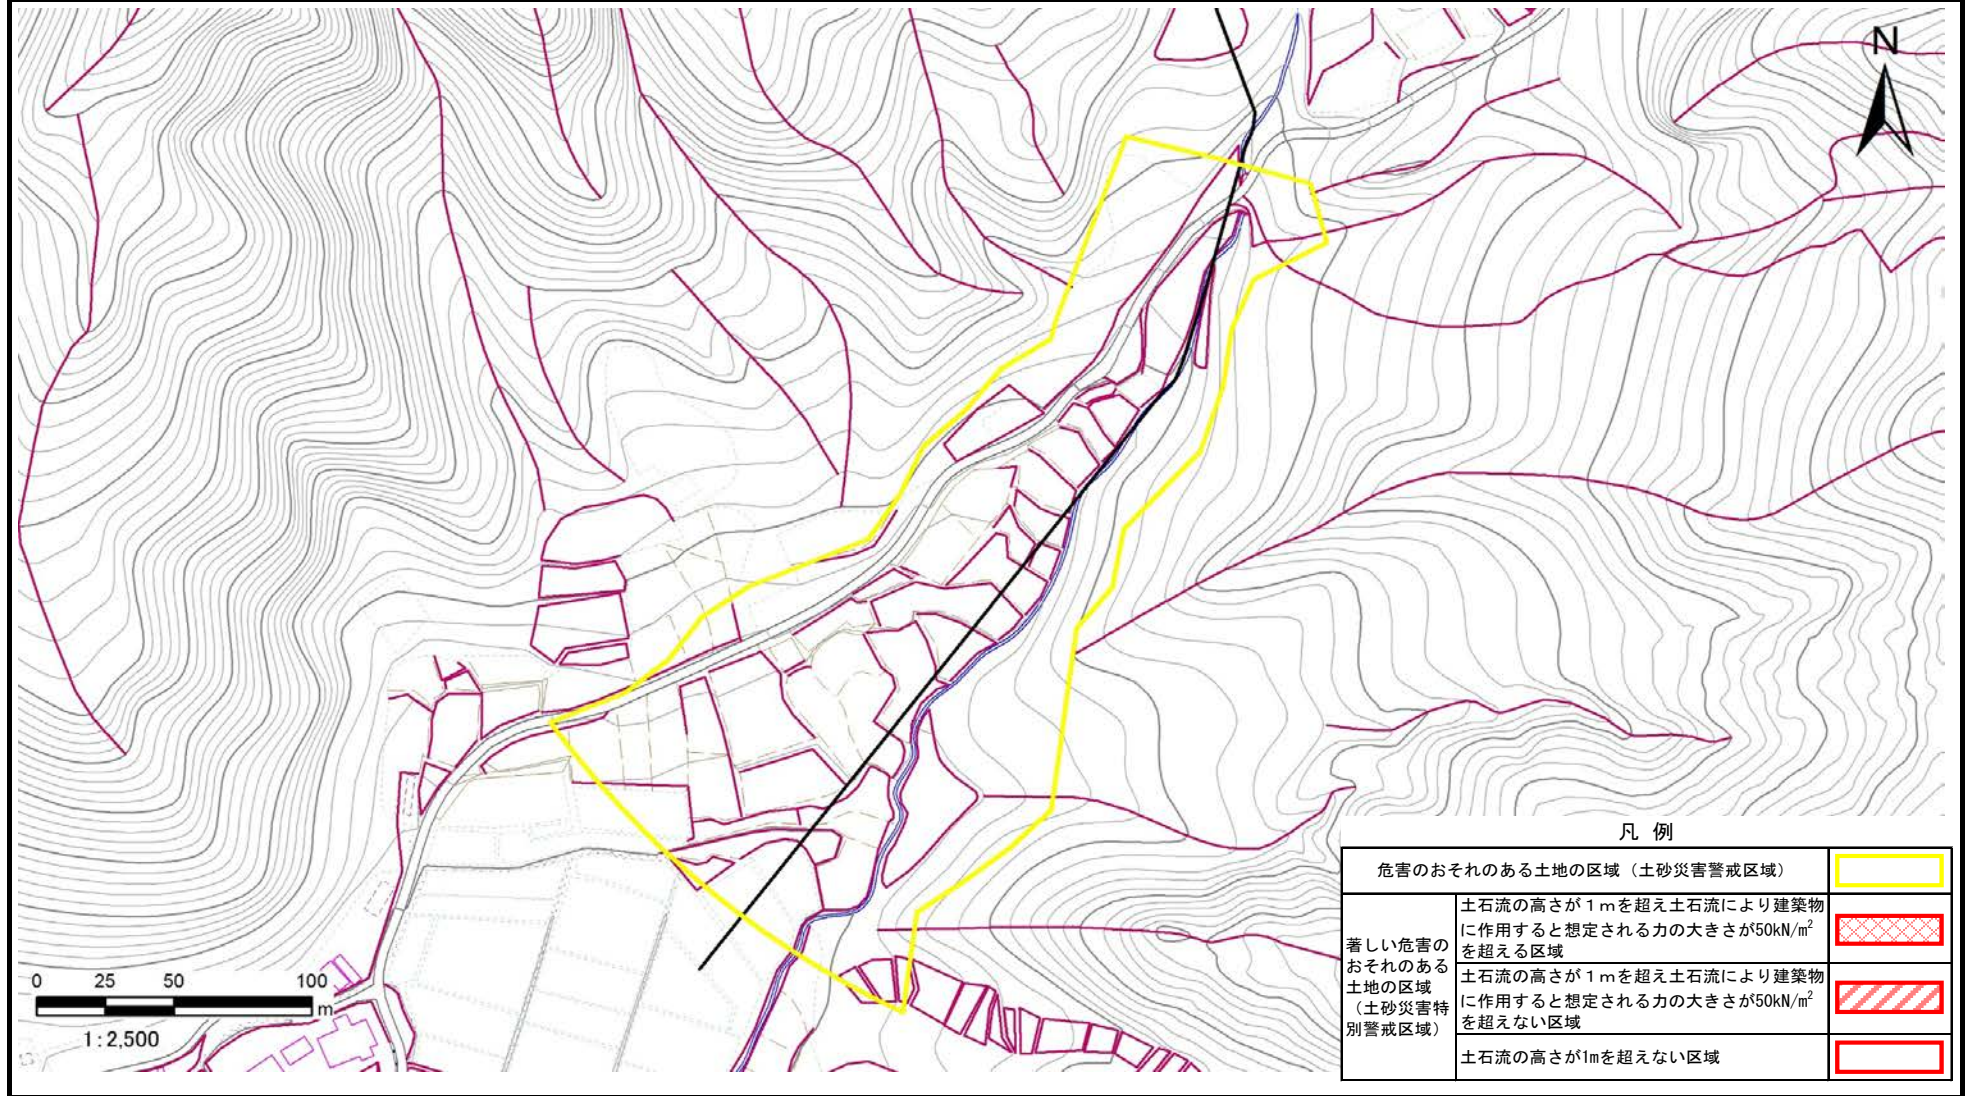 N
0 25 50 100
m
1:2,500
凡 例
危害のおそれのある土地の区域（土砂災害警戒区域）
著しい危害の
おそれのある
土地の区域
（土砂災害特
別警戒区域）
土石流の高さが１ｍを超え土石流により建築物
に作用すると想定される力の大きさが50kN/m²
を超える区域
土石流の高さが１ｍを超え土石流により建築物
に作用すると想定される力の大きさが50kN/m²
を超えない区域
土石流の高さが1mを超えない区域